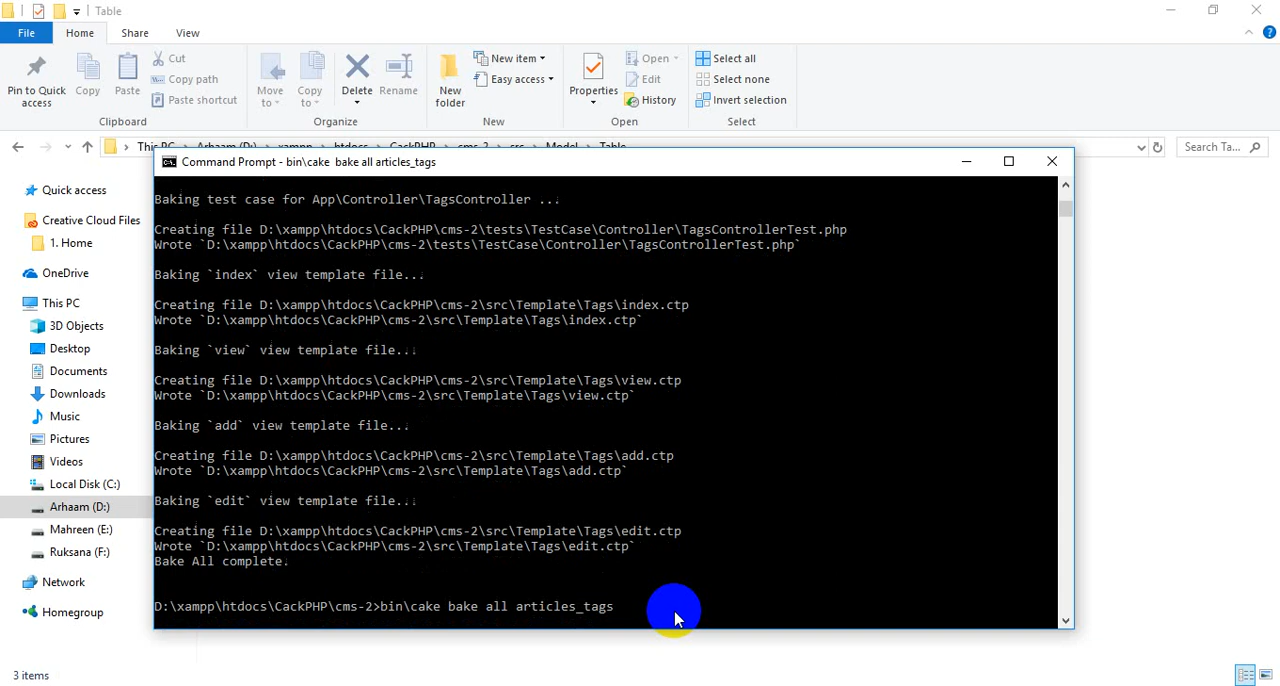 Table
File Home Share View
Pin to Quick access
Copy
Paste
Cut
Copy path
Paste shortcut
Clipboard
Move to
Copy to
Delete
Rename
Organize
New folder
New item
Easy access
New
Properties
Open
Edit
History
Open
Select all
Select none
Invert selection
Select
This PC Arhaam (D:) xampp htdocs CackPHP cms-2 src Model Table
Search Ta...
Quick access
Creative Cloud Files
1. Home
OneDrive
This PC
3D Objects
Desktop
Documents
Downloads
Music
Pictures
Videos
Local Disk (C:)
Arhaam (D:)
Mahreen (E:)
Ruksana (F:)
Network
Homegroup
3 items
Command Prompt - bin\cake bake all articles_tags
Baking test case for App\Controller\TagsController ...
Creating file D:\xampp\htdocs\CackPHP\cms-2\tests\TestCase\Controller\TagsControllerTest.php
Wrote `D:\xampp\htdocs\CackPHP\cms-2\tests\TestCase\Controller\TagsControllerTest.php`
Baking `index` view template file...
Creating file D:\xampp\htdocs\CackPHP\cms-2\src\Template\Tags\index.ctp
Wrote `D:\xampp\htdocs\CackPHP\cms-2\src\Template\Tags\index.ctp`
Baking `view` view template file...
Creating file D:\xampp\htdocs\CackPHP\cms-2\src\Template\Tags\view.ctp
Wrote `D:\xampp\htdocs\CackPHP\cms-2\src\Template\Tags\view.ctp`
Baking `add` view template file...
Creating file D:\xampp\htdocs\CackPHP\cms-2\src\Template\Tags\add.ctp
Wrote `D:\xampp\htdocs\CackPHP\cms-2\src\Template\Tags\add.ctp`
Baking `edit` view template file...
Creating file D:\xampp\htdocs\CackPHP\cms-2\src\Template\Tags\edit.ctp
Wrote `D:\xampp\htdocs\CackPHP\cms-2\src\Template\Tags\edit.ctp`
Bake All complete.
D:\xampp\htdocs\CackPHP\cms-2>bin\cake bake all articles_tags